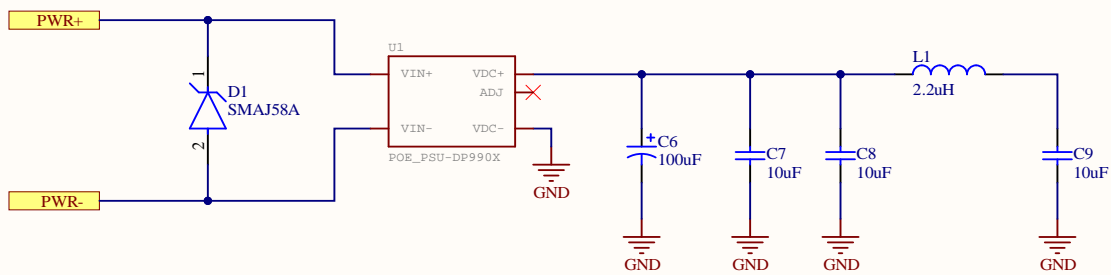 PWR+
PWR-
1
D1
SMAJ58A
2
U1
VIN+
VDC+
ADJ
VIN-
VDC-
POE_PSU-DP990X
GND
+
C6
100uF
GND
C7
10uF
GND
C8
10uF
GND
L1
2.2uH
C9
10uF
GND